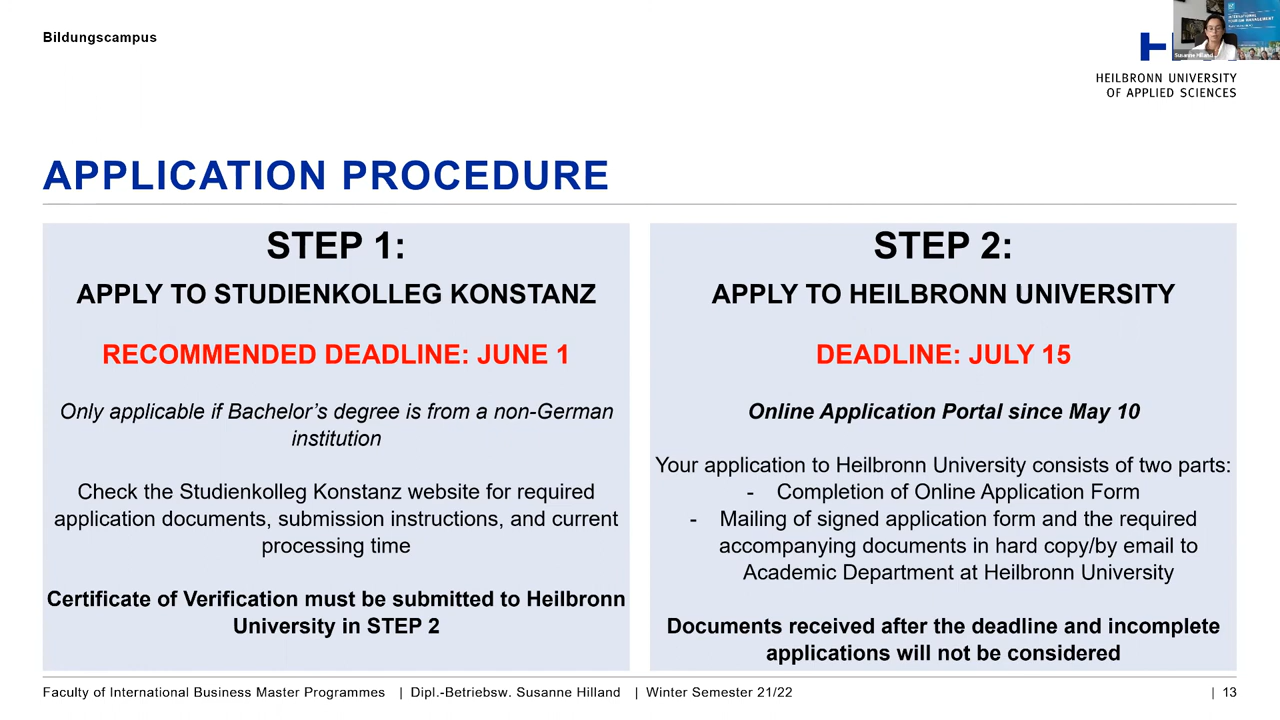 Bildungscampus
Susanne Hilland
INTERNATIONAL
TOURISM MANAGEMENT
HEILBRONN UNIVERSITY
OF APPLIED SCIENCES
APPLICATION PROCEDURE
STEP 1:
APPLY TO STUDIENKOLLEG KONSTANZ
RECOMMENDED DEADLINE: JUNE 1
Only applicable if Bachelor's degree is from a non-German
institution
Check the Studienkolleg Konstanz website for required
application documents, submission instructions, and current
processing time
Certificate of Verification must be submitted to Heilbronn
University in STEP 2
STEP 2:
APPLY TO HEILBRONN UNIVERSITY
DEADLINE: JULY 15
Online Application Portal since May 10
Your application to Heilbronn University consists of two parts:
- Completion of Online Application Form
- Mailing of signed application form and the required
accompanying documents in hard copy/by email to
Academic Department at Heilbronn University
Documents received after the deadline and incomplete
applications will not be considered
Faculty of International Business Master Programmes | Dipl.-Betriebsw. Susanne Hilland | Winter Semester 21/22 | 13